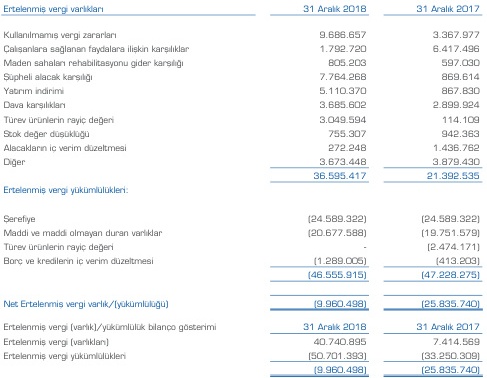 Ertelenmiş vergi varlıkları 31 Aralık 2018 31 Aralık 2017
Kullanılmamış vergi zararları 9.686.657 3.367.977
Çalışanlara sağlanan faydalara ilişkin karşılıklar 1.792.720 6.417.496
Maden sahaları rehabilitasyonu gider karşılığı 805.203 597.030
Şüpheli alacak karşılığı 7.764.268 869.614
Yatırım indirimi 5.110.370 867.830
Dava karşılıkları 3.685.602 2.899.924
Türev ürünlerin rayiç değeri 3.049.594 114.109
Stok değer düşüklüğü 755.307 942.363
Alacakların iç verim düzeltmesi 272.248 1.436.762
Diğer 3.673.448 3.879.430
36.595.417 21.392.535
Ertelenmiş vergi yükümlülükleri:
Şerefiye (24.589.322) (24.589.322)
Maddi ve maddi olmayan duran varlıklar (20.677.588) (19.751.579)
Türev ürünlerin rayiç değeri - (2.474.171)
Borç ve kredilerin iç verim düzeltmesi (1.289.005) (413.203)
(46.555.915) (47.228.275)
Net Ertelenmiş vergi varlık/(yükümlülüğü) (9.960.498) (25.835.740)
Ertelenmiş vergi (varlık)/yükümlülük bilanço gösterimi 31 Aralık 2018 31 Aralık 2017
Ertelenmiş vergi (varlıkları) 40.740.895 7.414.569
Ertelenmiş vergi yükümlülükleri (50.701.393) (33.250.309)
(9.960.498) (25.835.740)